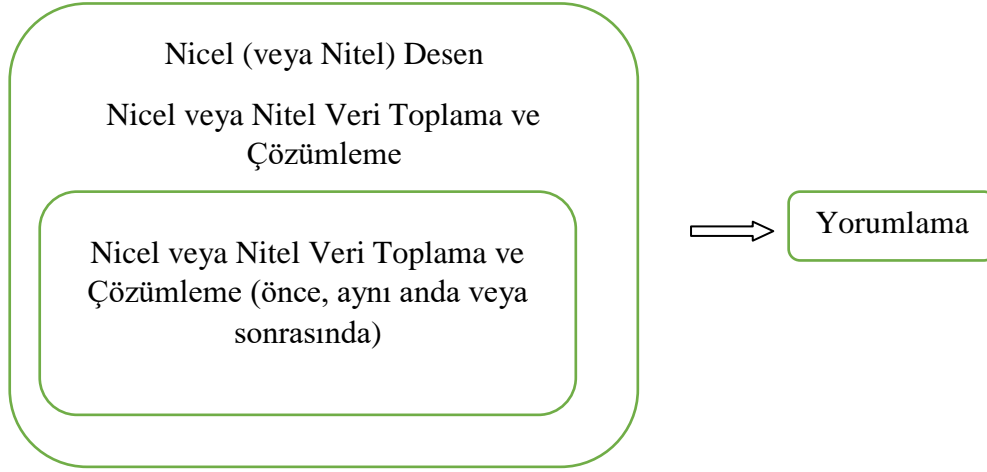 Nicel (veya Nitel) Desen
Nicel veya Nitel Veri Toplama ve
Çözümleme
Nicel veya Nitel Veri Toplama ve
Çözümleme (önce, aynı anda veya
sonrasında)
Yorumlama